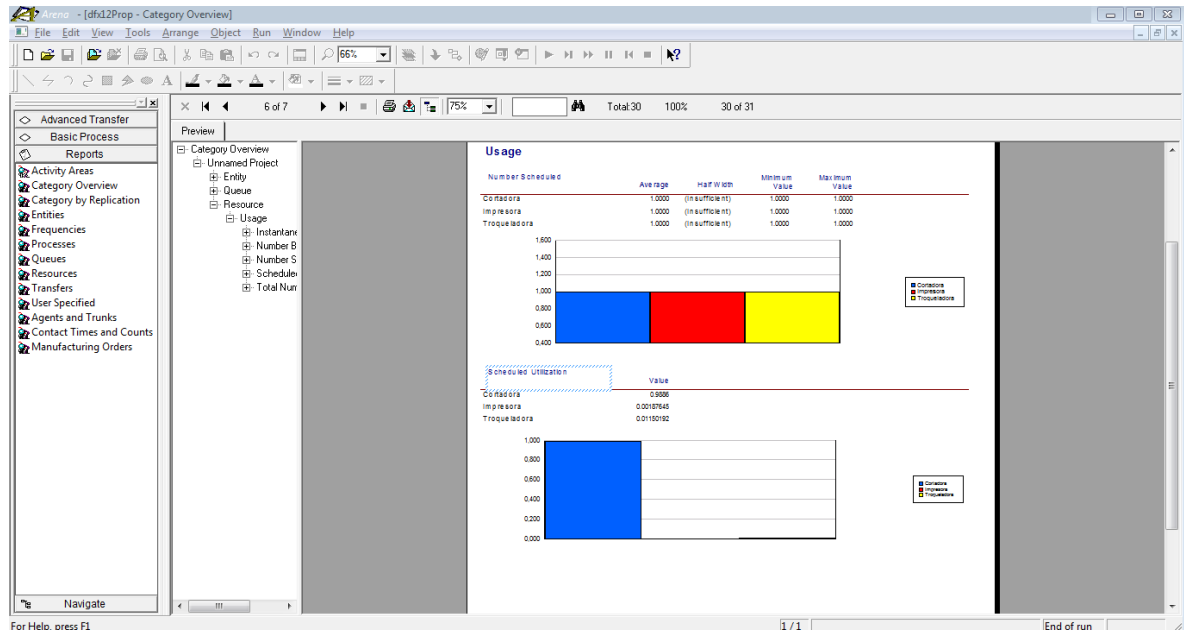 Arena - [dfx12Prop - Category Overview]
File Edit View Tools Arrange Object Run Window Help
66%
A A
6 of 7 75% Total:30 100% 30 of 31
Preview
Advanced Transfer
Basic Process
Reports
Activity Areas
Category Overview
Category by Replication
Entities
Frequencies
Processes
Queues
Resources
Transfers
User Specified
Agents and Trunks
Contact Times and Counts
Manufacturing Orders
Navigate
Category Overview
Unnamed Project
Entity
Queue
Resource
Usage
Instantane
Number B
Number S
Schedule
Total Num
Usage
Number Scheduled Average Half Width Minimum Value Maximum Value
Cortadora 1.0000 (Insufficient) 1.0000 1.0000
Impresora 1.0000 (Insufficient) 1.0000 1.0000
Troqueladora 1.0000 (Insufficient) 1.0000 1.0000
1,600
1,400
1,200
1,000
0,800
0,600
0,400
Cortadora
Impresora
Troqueladora
Scheduled Utilization Value
Cortadora 0.9886
Impresora 0.00187645
Troqueladora 0.01150192
1,000
0,800
0,600
0,400
0,200
0,000
Cortadora
Impresora
Troqueladora
For Help, press F1 1 / 1 End of run